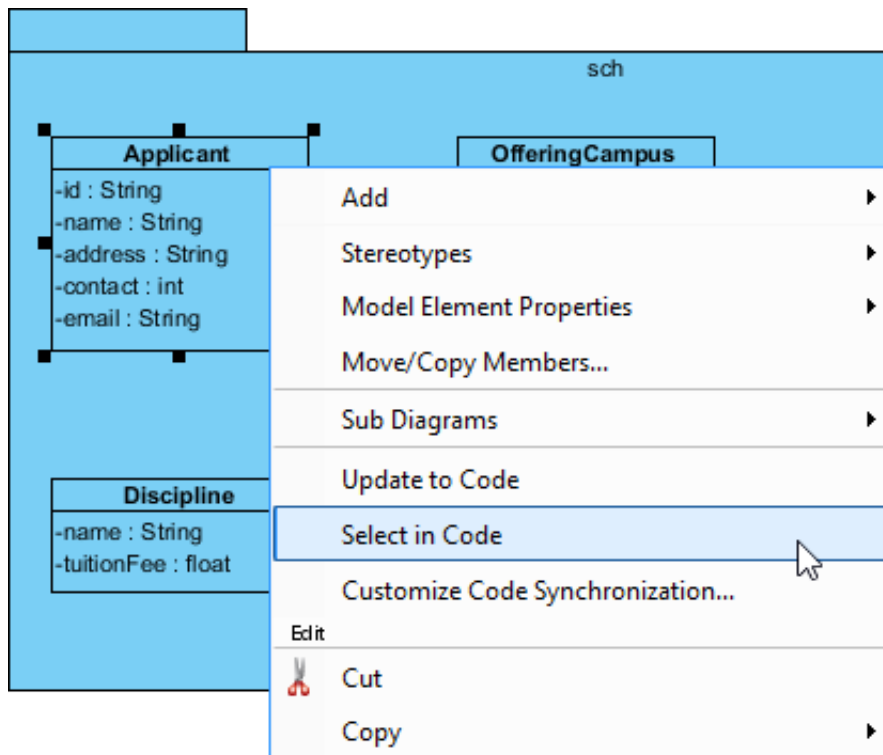 sch
Applicant
-id : String
-name : String
-address : String
-contact : int
-email : String
OfferingCampus
Discipline
-name : String
-tuitionFee : float
Add
Stereotypes
Model Element Properties
Move/Copy Members...
Sub Diagrams
Update to Code
Select in Code
Customize Code Synchronization...
Edit
Cut
Copy